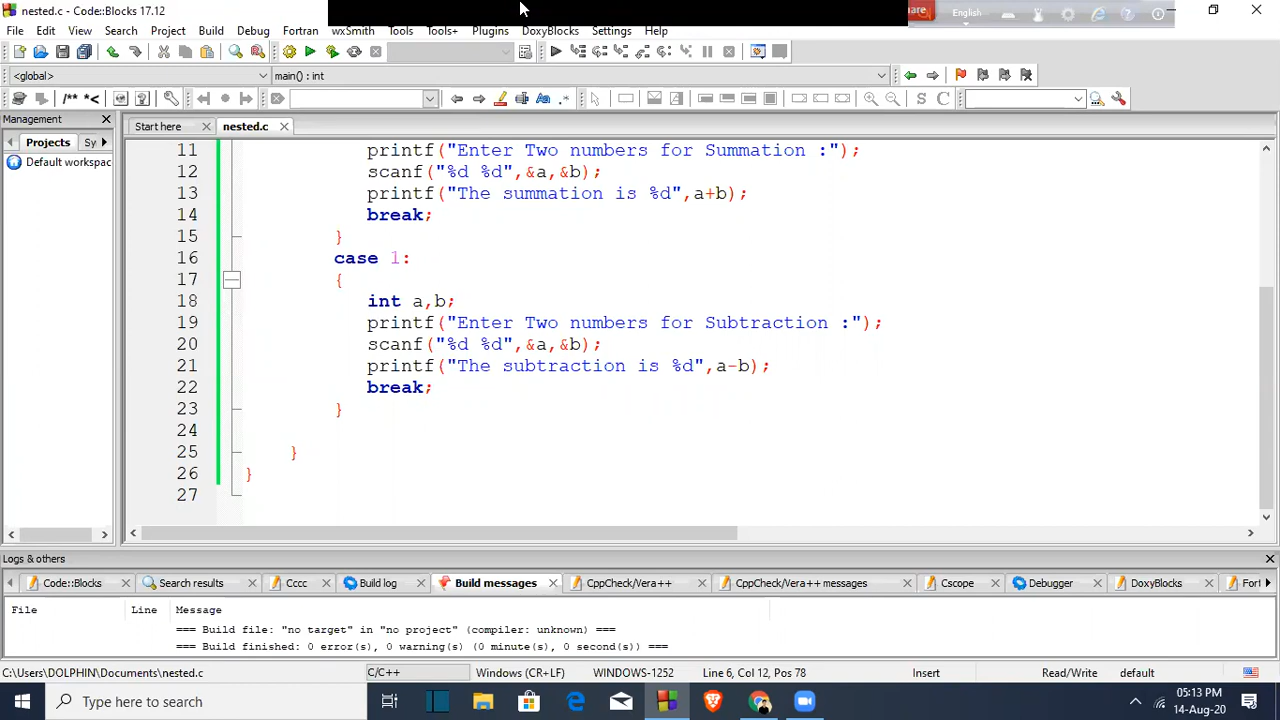 nested.c - Code::Blocks 17.12
English
File Edit View Search Project Build Debug Fortran wxSmith Tools Tools+ Plugins DoxyBlocks Settings Help
<global> main() : int
/** *<
S C
Management
Start here nested.c
Projects Sy
Default workspac
11 printf("Enter Two numbers for Summation :");
12 scanf("%d %d",&a,&b);
13 printf("The summation is %d",a+b);
14 break;
15 }
16 case 1:
17 {
18 int a,b;
19 printf("Enter Two numbers for Subtraction :");
20 scanf("%d %d",&a,&b);
21 printf("The subtraction is %d",a-b);
22 break;
23 }
24
25 }
26 }
27
Logs & others
Code::Blocks Search results Cccc Build log Build messages CppCheck/Vera++ CppCheck/Vera++ messages Cscope Debugger DoxyBlocks Fort
File Line Message
=== Build file: "no target" in "no project" (compiler: unknown) ===
=== Build finished: 0 error(s), 0 warning(s) (0 minute(s), 0 second(s)) ===
C:\Users\DOLPHIN\Documents\nested.c C/C++ Windows (CR+LF) WINDOWS-1252 Line 6, Col 12, Pos 78 Insert Read/Write default
Type here to search
05:13 PM
14-Aug-20